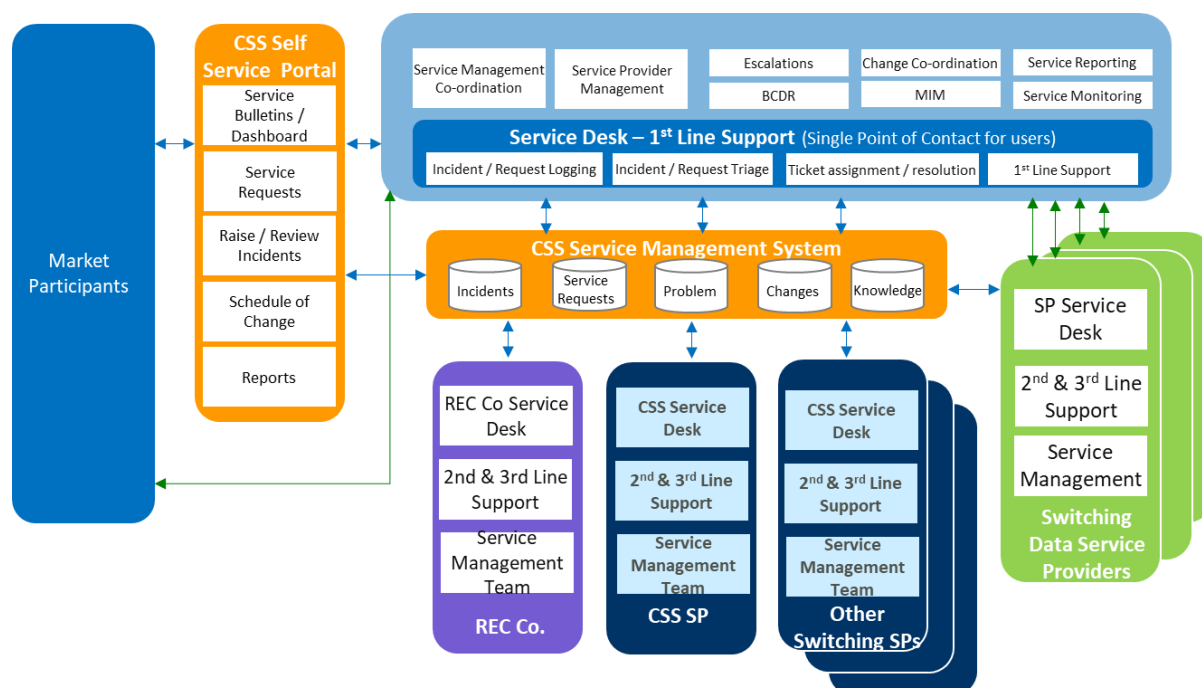 Market
Participants
CSS Self
Service Portal
Service
Bulletins /
Dashboard
Service
Requests
Raise / Review
Incidents
Schedule of
Change
Reports
Service Management
Co-ordination
Service Provider
Management
Escalations
Change Co-ordination
Service Reporting
BCDR
MIM
Service Monitoring
Service Desk – 1st Line Support (Single Point of Contact for users)
Incident / Request Logging
Incident / Request Triage
Ticket assignment / resolution
1st Line Support
CSS Service Management System
Incidents
Service
Requests
Problem
Changes
Knowledge
REC Co Service
Desk
2nd & 3rd Line
Support
Service
Management
Team
REC Co.
CSS Service
Desk
2nd & 3rd Line
Support
Service
Management
Team
CSS SP
CSS Service
Desk
2nd & 3rd Line
Support
Service
Management
Team
Other
Switching SPs
SP Service
Desk
2nd & 3rd Line
Support
Service
Management
Switching
Data Service
Providers